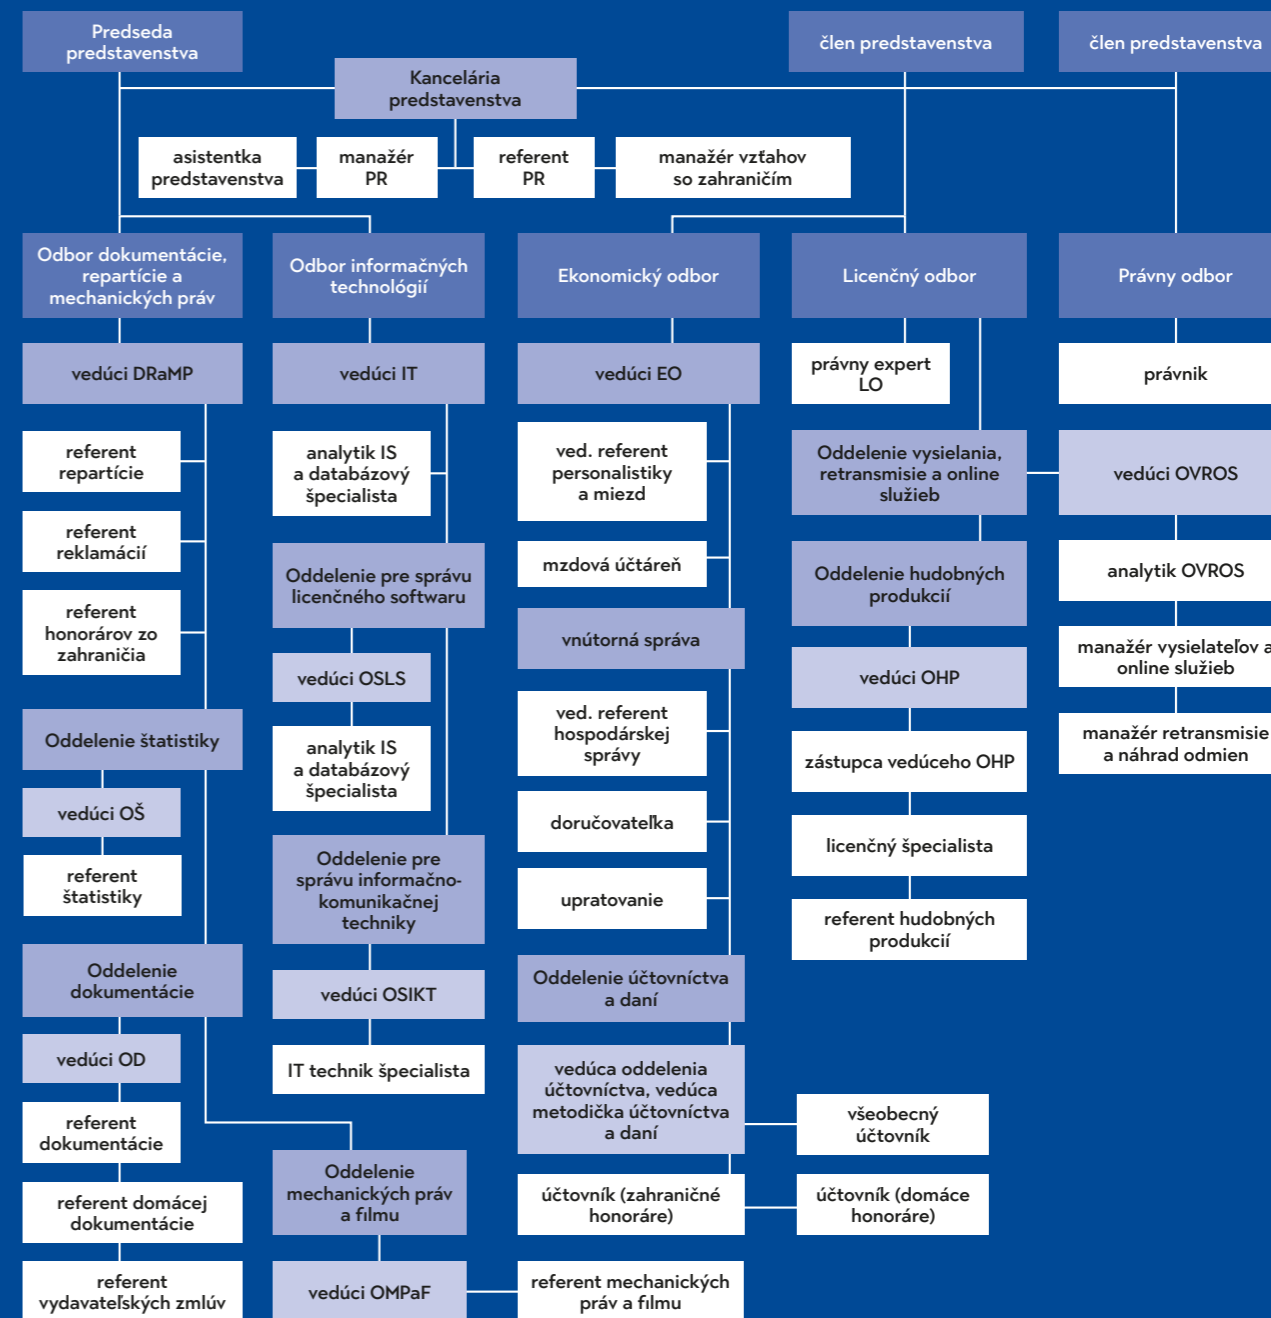 Predseda
predstavenstva
člen predstavenstva
člen predstavenstva
Kancelária
predstavenstva
asistentka
predstavenstva
manažér
PR
referent
PR
manažér vzťahov
so zahraničím
Odbor dokumentácie,
repartície a
mechanických práv
Odbor informačných
technológií
Ekonomický odbor
Licenčný odbor
Právny odbor
vedúci DRaMP
referent
repartície
referent
reklamácií
referent
honorárov zo
zahraničia
Oddelenie štatistiky
vedúci OŠ
referent
štatistiky
Oddelenie
dokumentácie
vedúci OD
referent
dokumentácie
referent domácej
dokumentácie
referent
vydavateľských zmlúv
vedúci IT
analytik IS
a databázový
špecialista
Oddelenie pre správu
licenčného softwaru
vedúci OSLS
analytik IS
a databázový
špecialista
Oddelenie pre
správu informačno-
komunikačnej
techniky
vedúci OSIKT
IT technik špecialista
Oddelenie
mechanických práv
a filmu
vedúci OMPaF
referent mechanických
práv a filmu
vedúci EO
ved. referent
personalistiky
a miezd
mzdová účtáreň
vnútorná správa
ved. referent
hospodárskej
správy
doručovateľka
upratovanie
Oddelenie účtovníctva
a daní
vedúca oddelenia
účtovníctva, vedúca
metodička účtovníctva
a daní
všeobecný
účtovník
účtovník (zahraničné
honoráre)
účtovník (domáce
honoráre)
právny expert
LO
Oddelenie vysielania,
retransmisie a online
služieb
Oddelenie hudobných
produkcií
vedúci OHP
zástupca vedúceho OHP
licenčný špecialista
referent hudobných
produkcií
právnik
vedúci OVROS
analytik OVROS
manažér vysielateľov a
online služieb
manažér retransmisie
a náhrad odmien